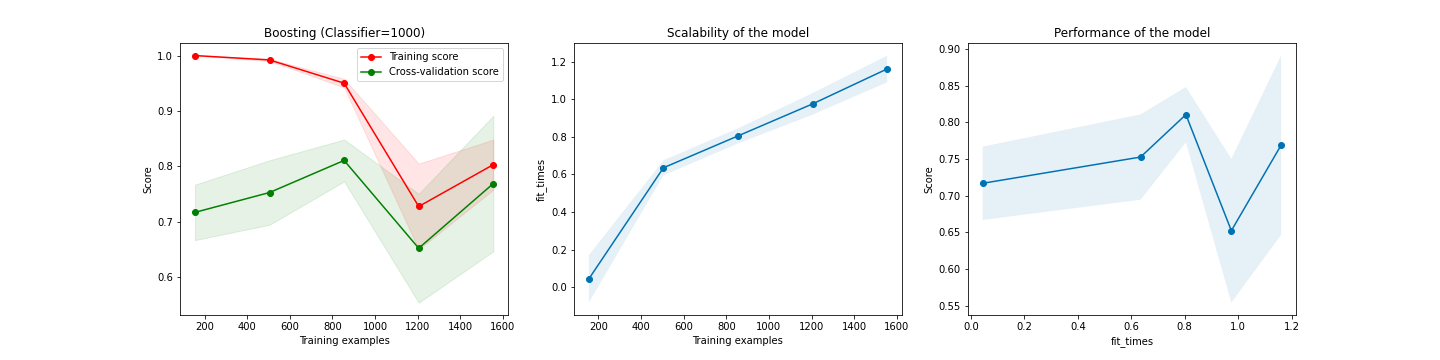 Boosting (Classifier=1000)
Training score
Cross-validation score
1.0
0.9
0.8
0.7
0.6
Score
200 400 600 800 1000 1200 1400 1600
Training examples
Scalability of the model
1.2
1.0
0.8
0.6
0.4
0.2
0.0
fit_times
200 400 600 800 1000 1200 1400 1600
Training examples
Performance of the model
0.90
0.85
0.80
0.75
0.70
0.65
0.60
0.55
Score
0.0 0.2 0.4 0.6 0.8 1.0 1.2
fit_times